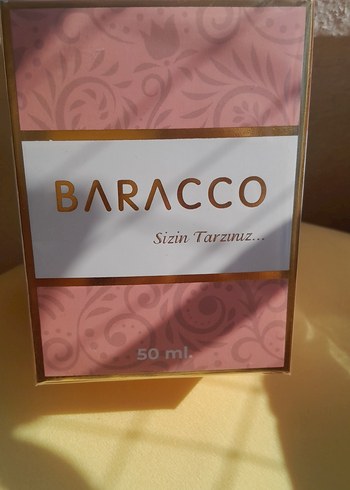 BARACCO
Sizin Tarzınız...
50 ml.